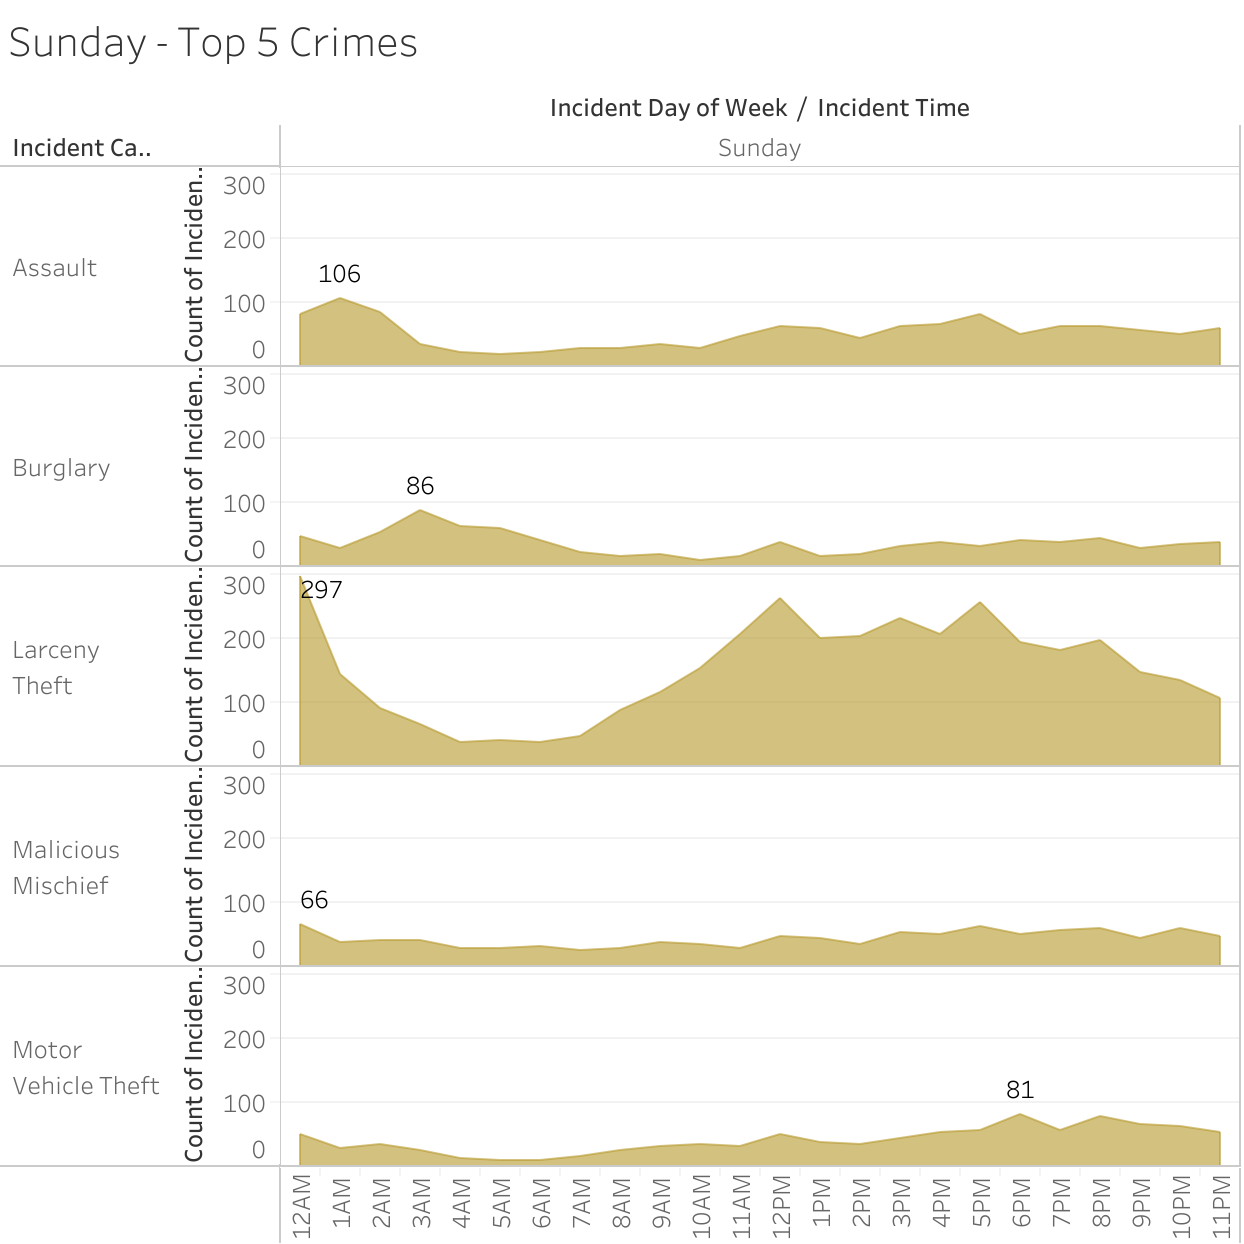 Sunday - Top 5 Crimes
Incident Day of Week / Incident Time
Incident Ca..
Sunday
Assault
Count of Inciden..
300
200
100
0
106
Burglary
Count of Inciden..
300
200
100
0
86
Larceny
Theft
Count of Inciden..
300
200
100
0
297
Malicious
Mischief
Count of Inciden..
300
200
100
0
66
Motor
Vehicle Theft
Count of Inciden..
300
200
100
0
81
12AM
1AM
2AM
3AM
4AM
5AM
6AM
7AM
8AM
9AM
10AM
11AM
12PM
1PM
2PM
3PM
4PM
5PM
6PM
7PM
8PM
9PM
10PM
11PM